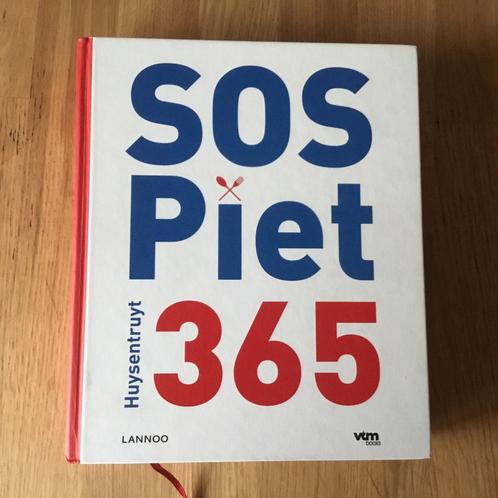 SOS
Piet
Huysentruyt
365
LANNOO
vtm
BOOKS